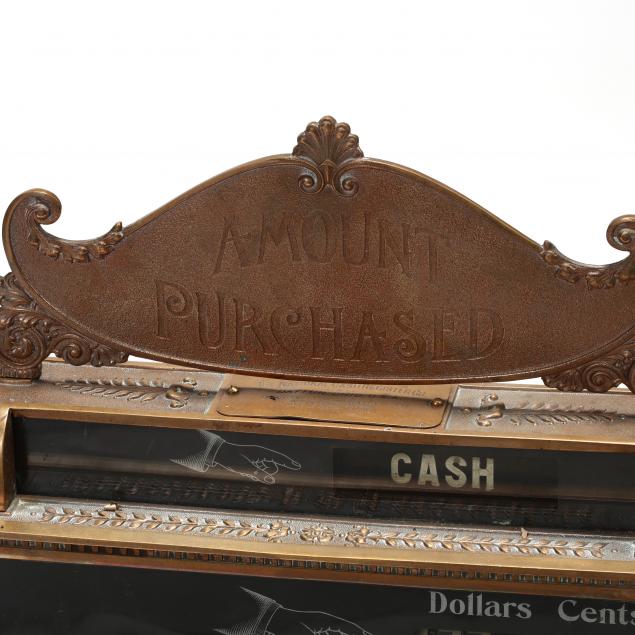 AMOUNT
PURCHASED
CASH
Dollars Cents